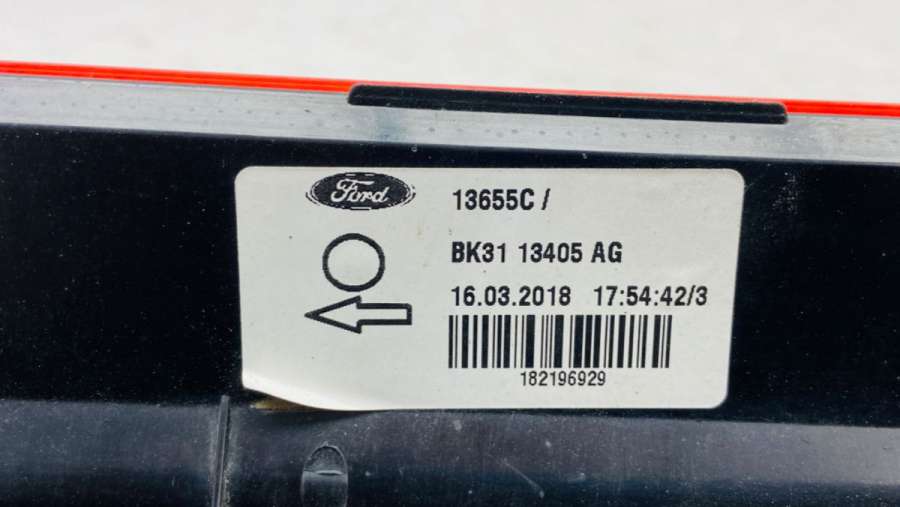 Ford
13655C /
BK31 13405 AG
16.03.2018 17:54:42/3
182196929